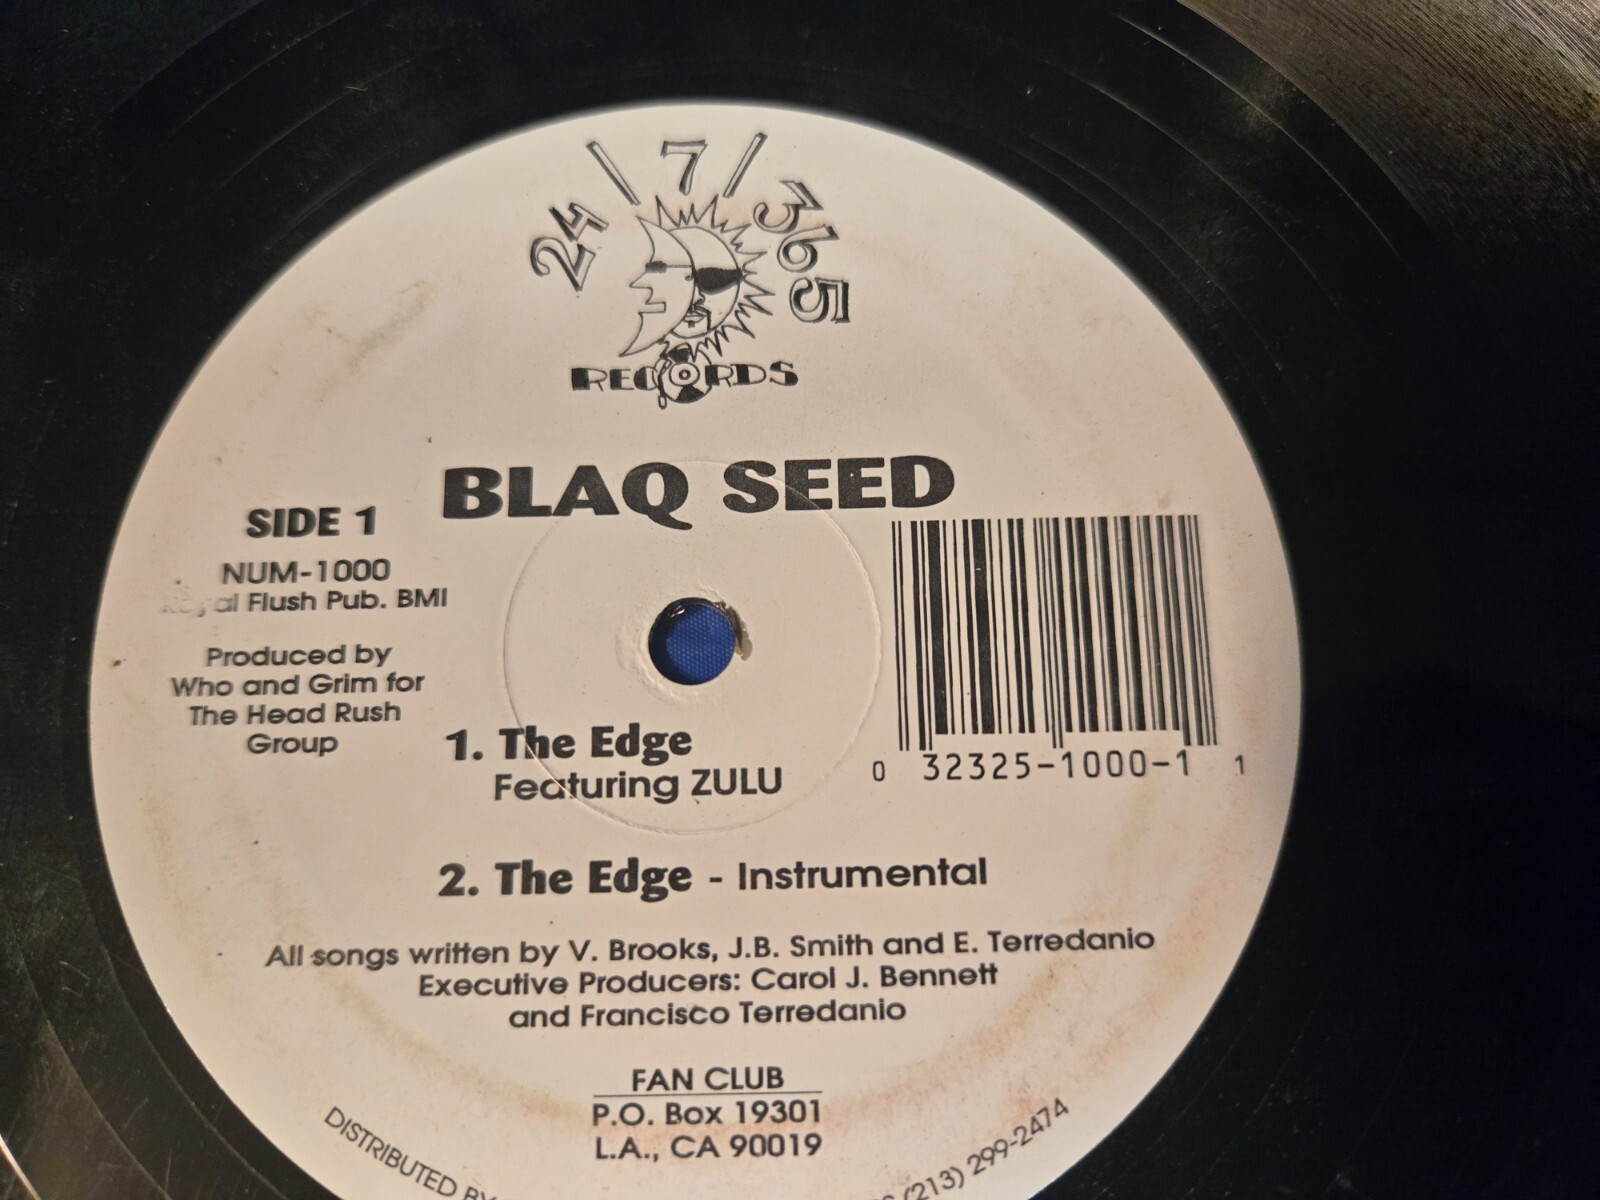 24/7/365
RECORDS
BLAQ SEED
SIDE 1
NUM-1000
Royal Flush Pub. BMI
Produced by
Who and Grim for
The Head Rush
Group
1. The Edge
Featuring ZULU
0 32325-1000-1 1
2. The Edge - Instrumental
All songs written by V. Brooks, J.B. Smith and E. Terredanio
Executive Producers: Carol J. Bennett
and Francisco Terredanio
FAN CLUB
P.O. Box 19301
L.A., CA 90019
DISTRIBUTED BY
(213) 299-2474